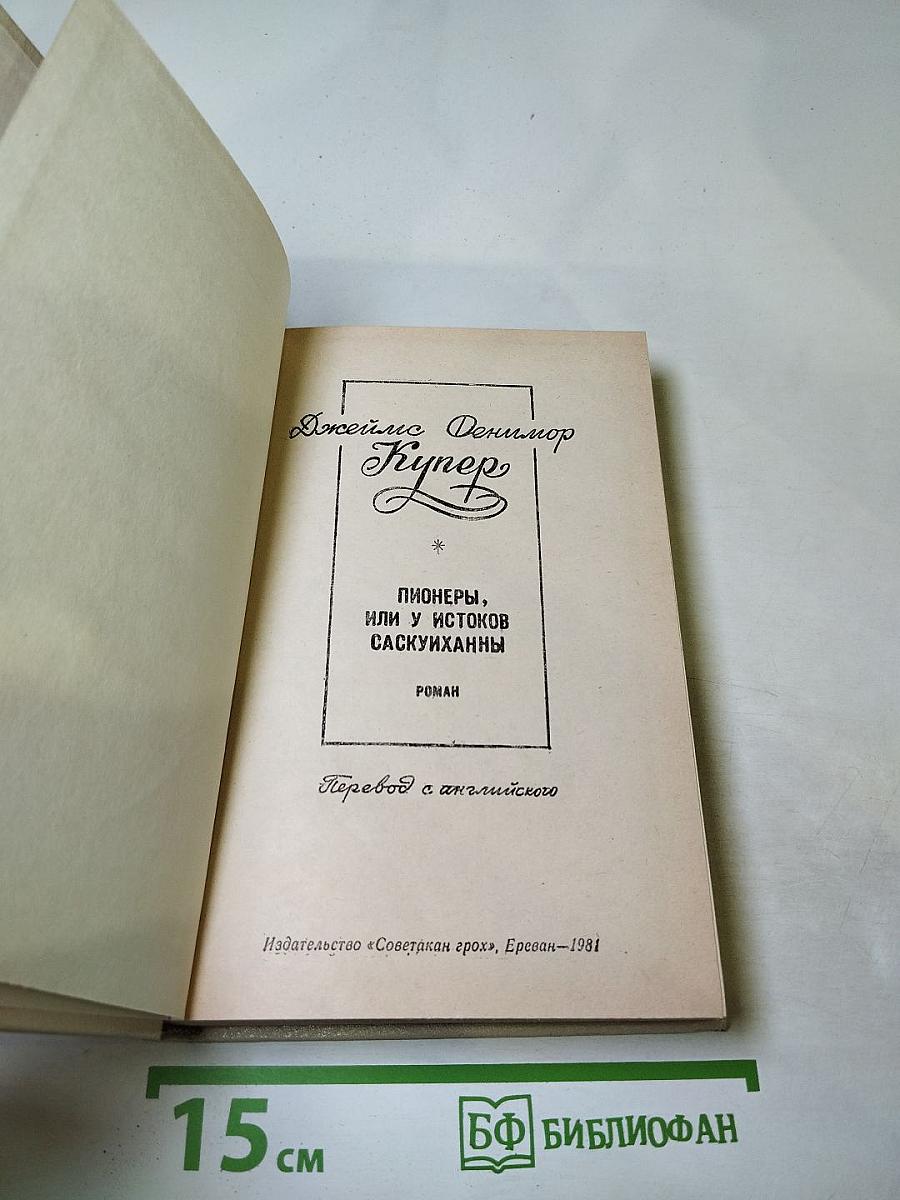 Джеймс Фенимор
Купер
*
ПИОНЕРЫ,
ИЛИ У ИСТОКОВ
САСКУИХАННЫ
РОМАН
Перевод с английского
Издательство «Советакан грох», Ереван—1981
15 см
БФ БИБЛИОФАН